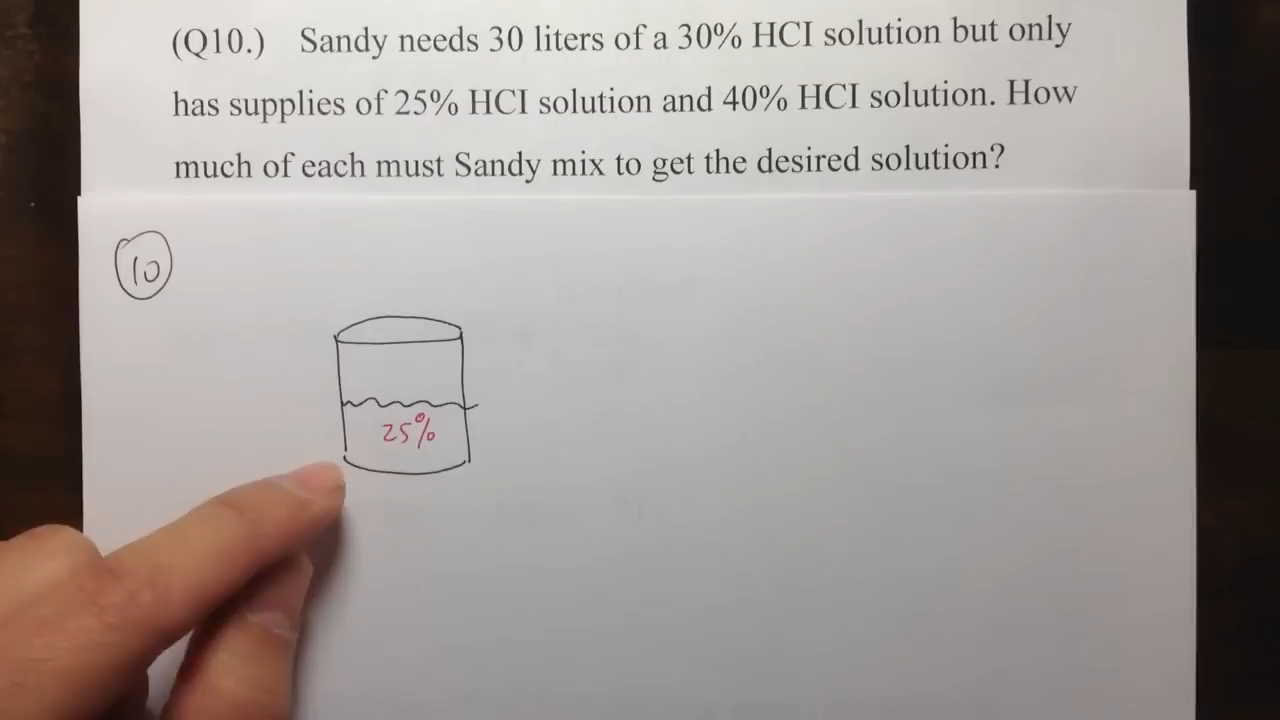 (Q10.) Sandy needs 30 liters of a 30% HCI solution but only
has supplies of 25% HCI solution and 40% HCI solution. How
much of each must Sandy mix to get the desired solution?
10
25%